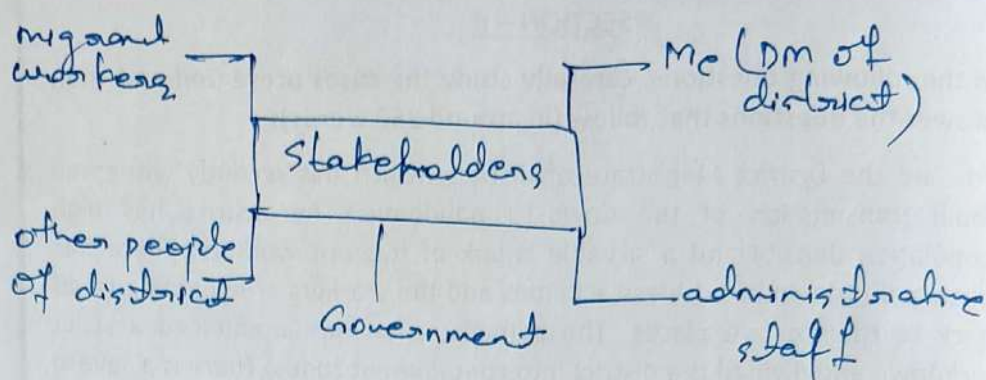 migrant
workers
Me (DM of
district)
Stakeholders
other people
of district
Government
administrative
staff